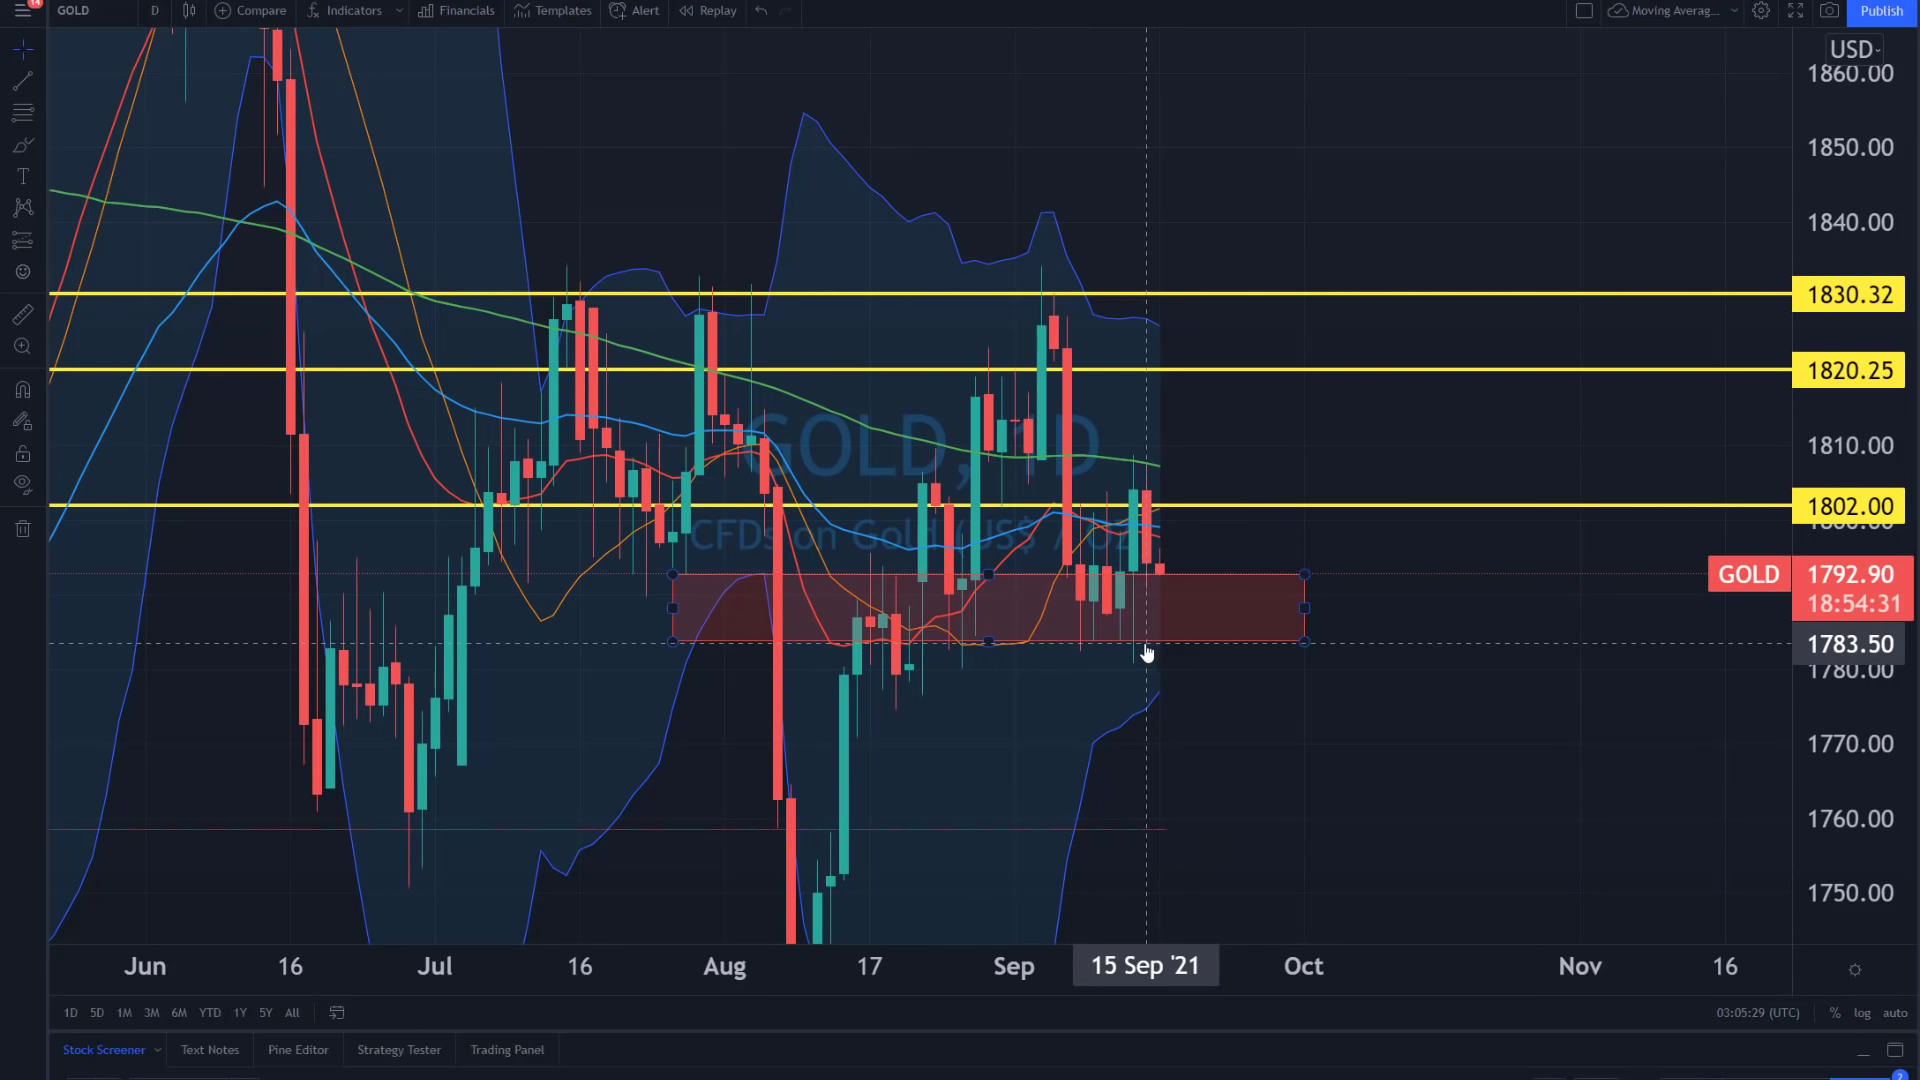 14
GOLD D Compare Indicators Financials Templates Alert Replay Moving Averag... Publish
USD
1860.00
1850.00
1840.00
1830.32
1820.25
1810.00
GOLD, 1D
1802.00
CFDs on Gold (US$ / OZ)
GOLD 1792.90
18:54:31
1783.50
1780.00
1770.00
1760.00
1750.00
Jun 16 Jul 16 Aug 17 Sep 15 Sep '21 Oct Nov 16
1D 5D 1M 3M 6M YTD 1Y 5Y All 03:05:29 (UTC) % log auto
Stock Screener Text Notes Pine Editor Strategy Tester Trading Panel
2